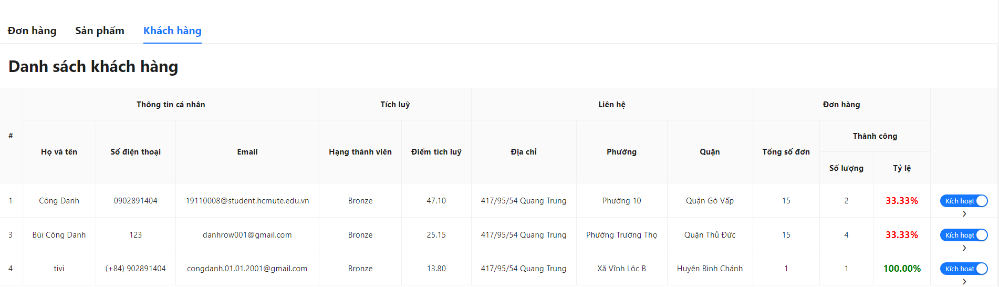 Đơn hàng Sản phẩm Khách hàng
Danh sách khách hàng
# Thông tin cá nhân Tích luỹ Liên hệ Đơn hàng
Họ và tên Số điện thoại Email Hạng thành viên Điểm tích luỹ Địa chỉ Phường Quận Tổng số đơn Thành công
Số lượng Tỷ lệ
1 Công Danh 0902891404 19110008@student.hcmute.edu.vn Bronze 47.10 417/95/54 Quang Trung Phường 10 Quận Gò Vấp 15 2 33.33% Kích hoạt
3 Bùi Công Danh 123 danhrow001@gmail.com Bronze 25.15 417/95/54 Quang Trung Phường Trường Thọ Quận Thủ Đức 15 4 33.33% Kích hoạt
4 tivi (+84) 902891404 congdanh.01.01.2001@gmail.com Bronze 13.80 417/95/54 Quang Trung Xã Vĩnh Lộc B Huyện Bình Chánh 1 1 100.00% Kích hoạt